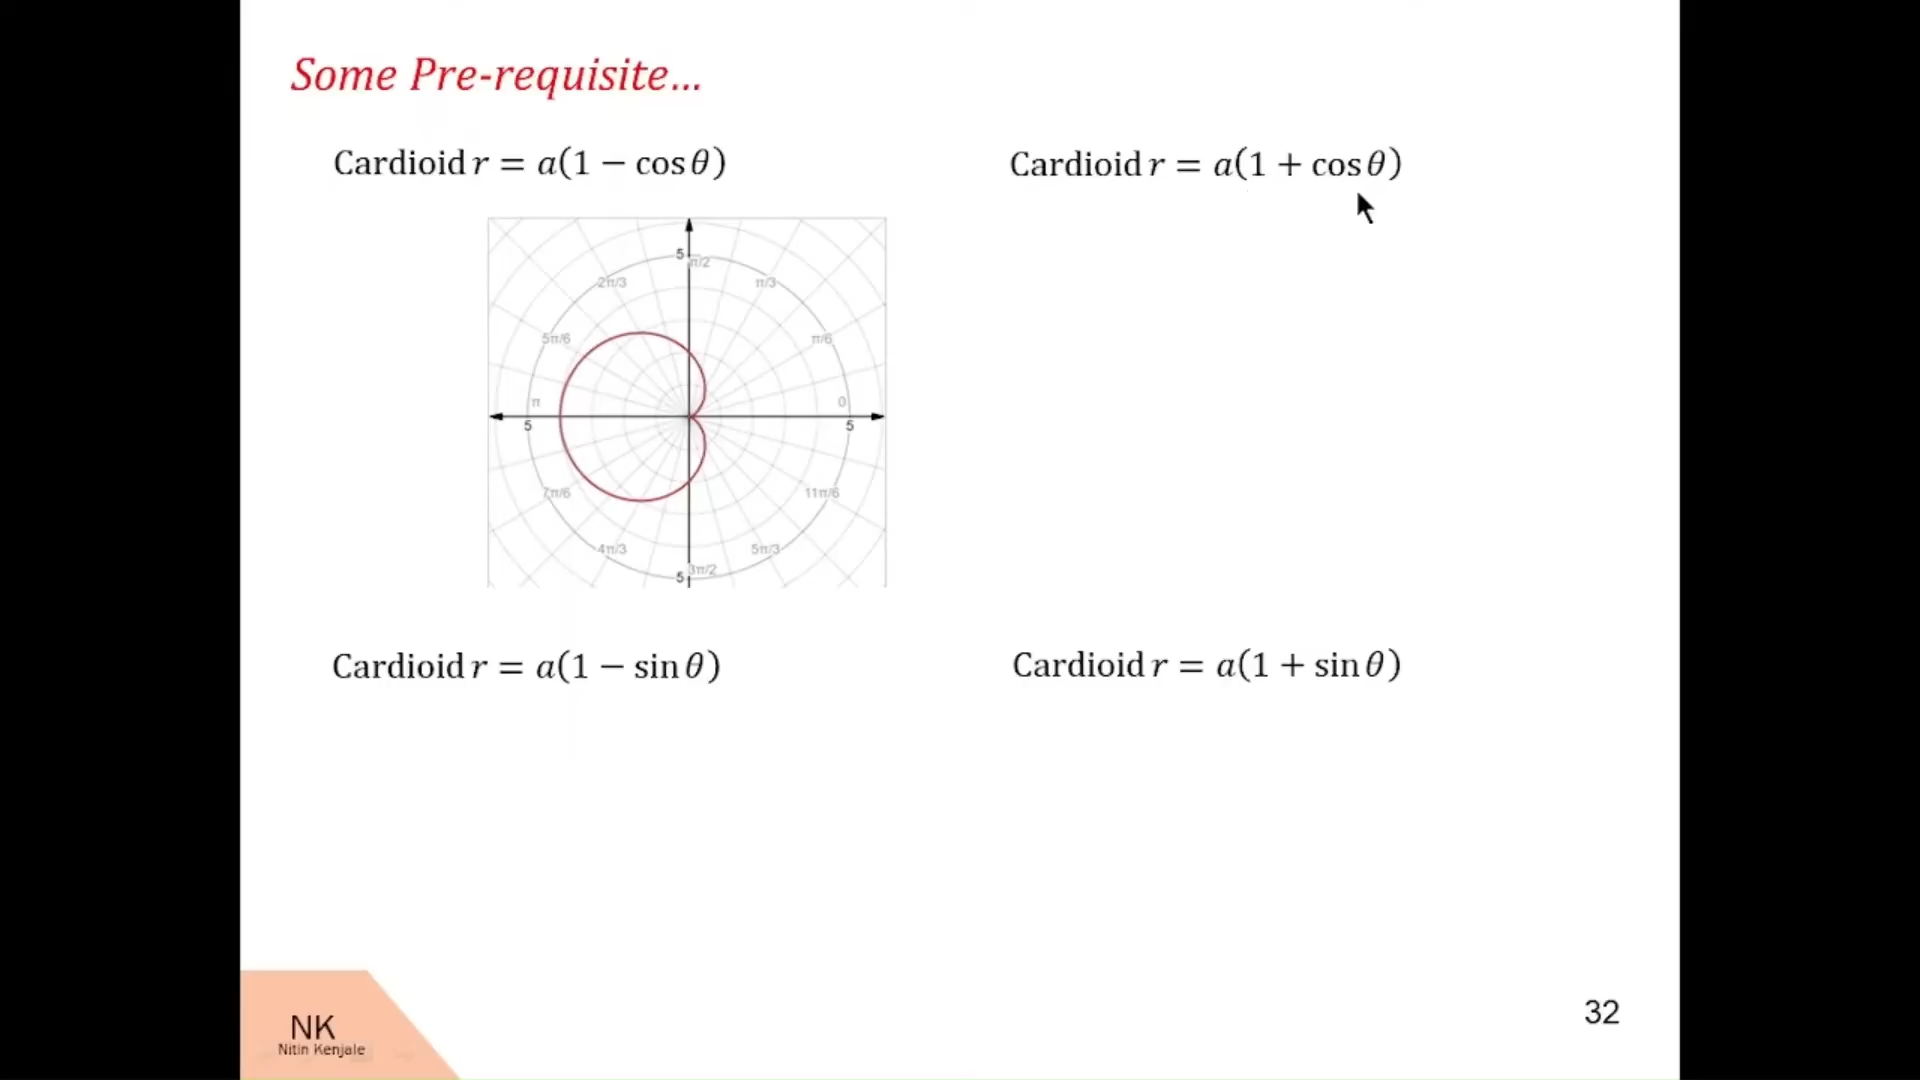 Some Pre-requisite...
Cardioid r = a(1 − cos θ)
Cardioid r = a(1 + cos θ)
5
π/2
2π/3
π/3
5π/6
π/6
π
0
5
5
7π/6
11π/6
4π/3
5π/3
5
3π/2
Cardioid r = a(1 − sin θ)
Cardioid r = a(1 + sin θ)
NK
Nitin Kenjale
32